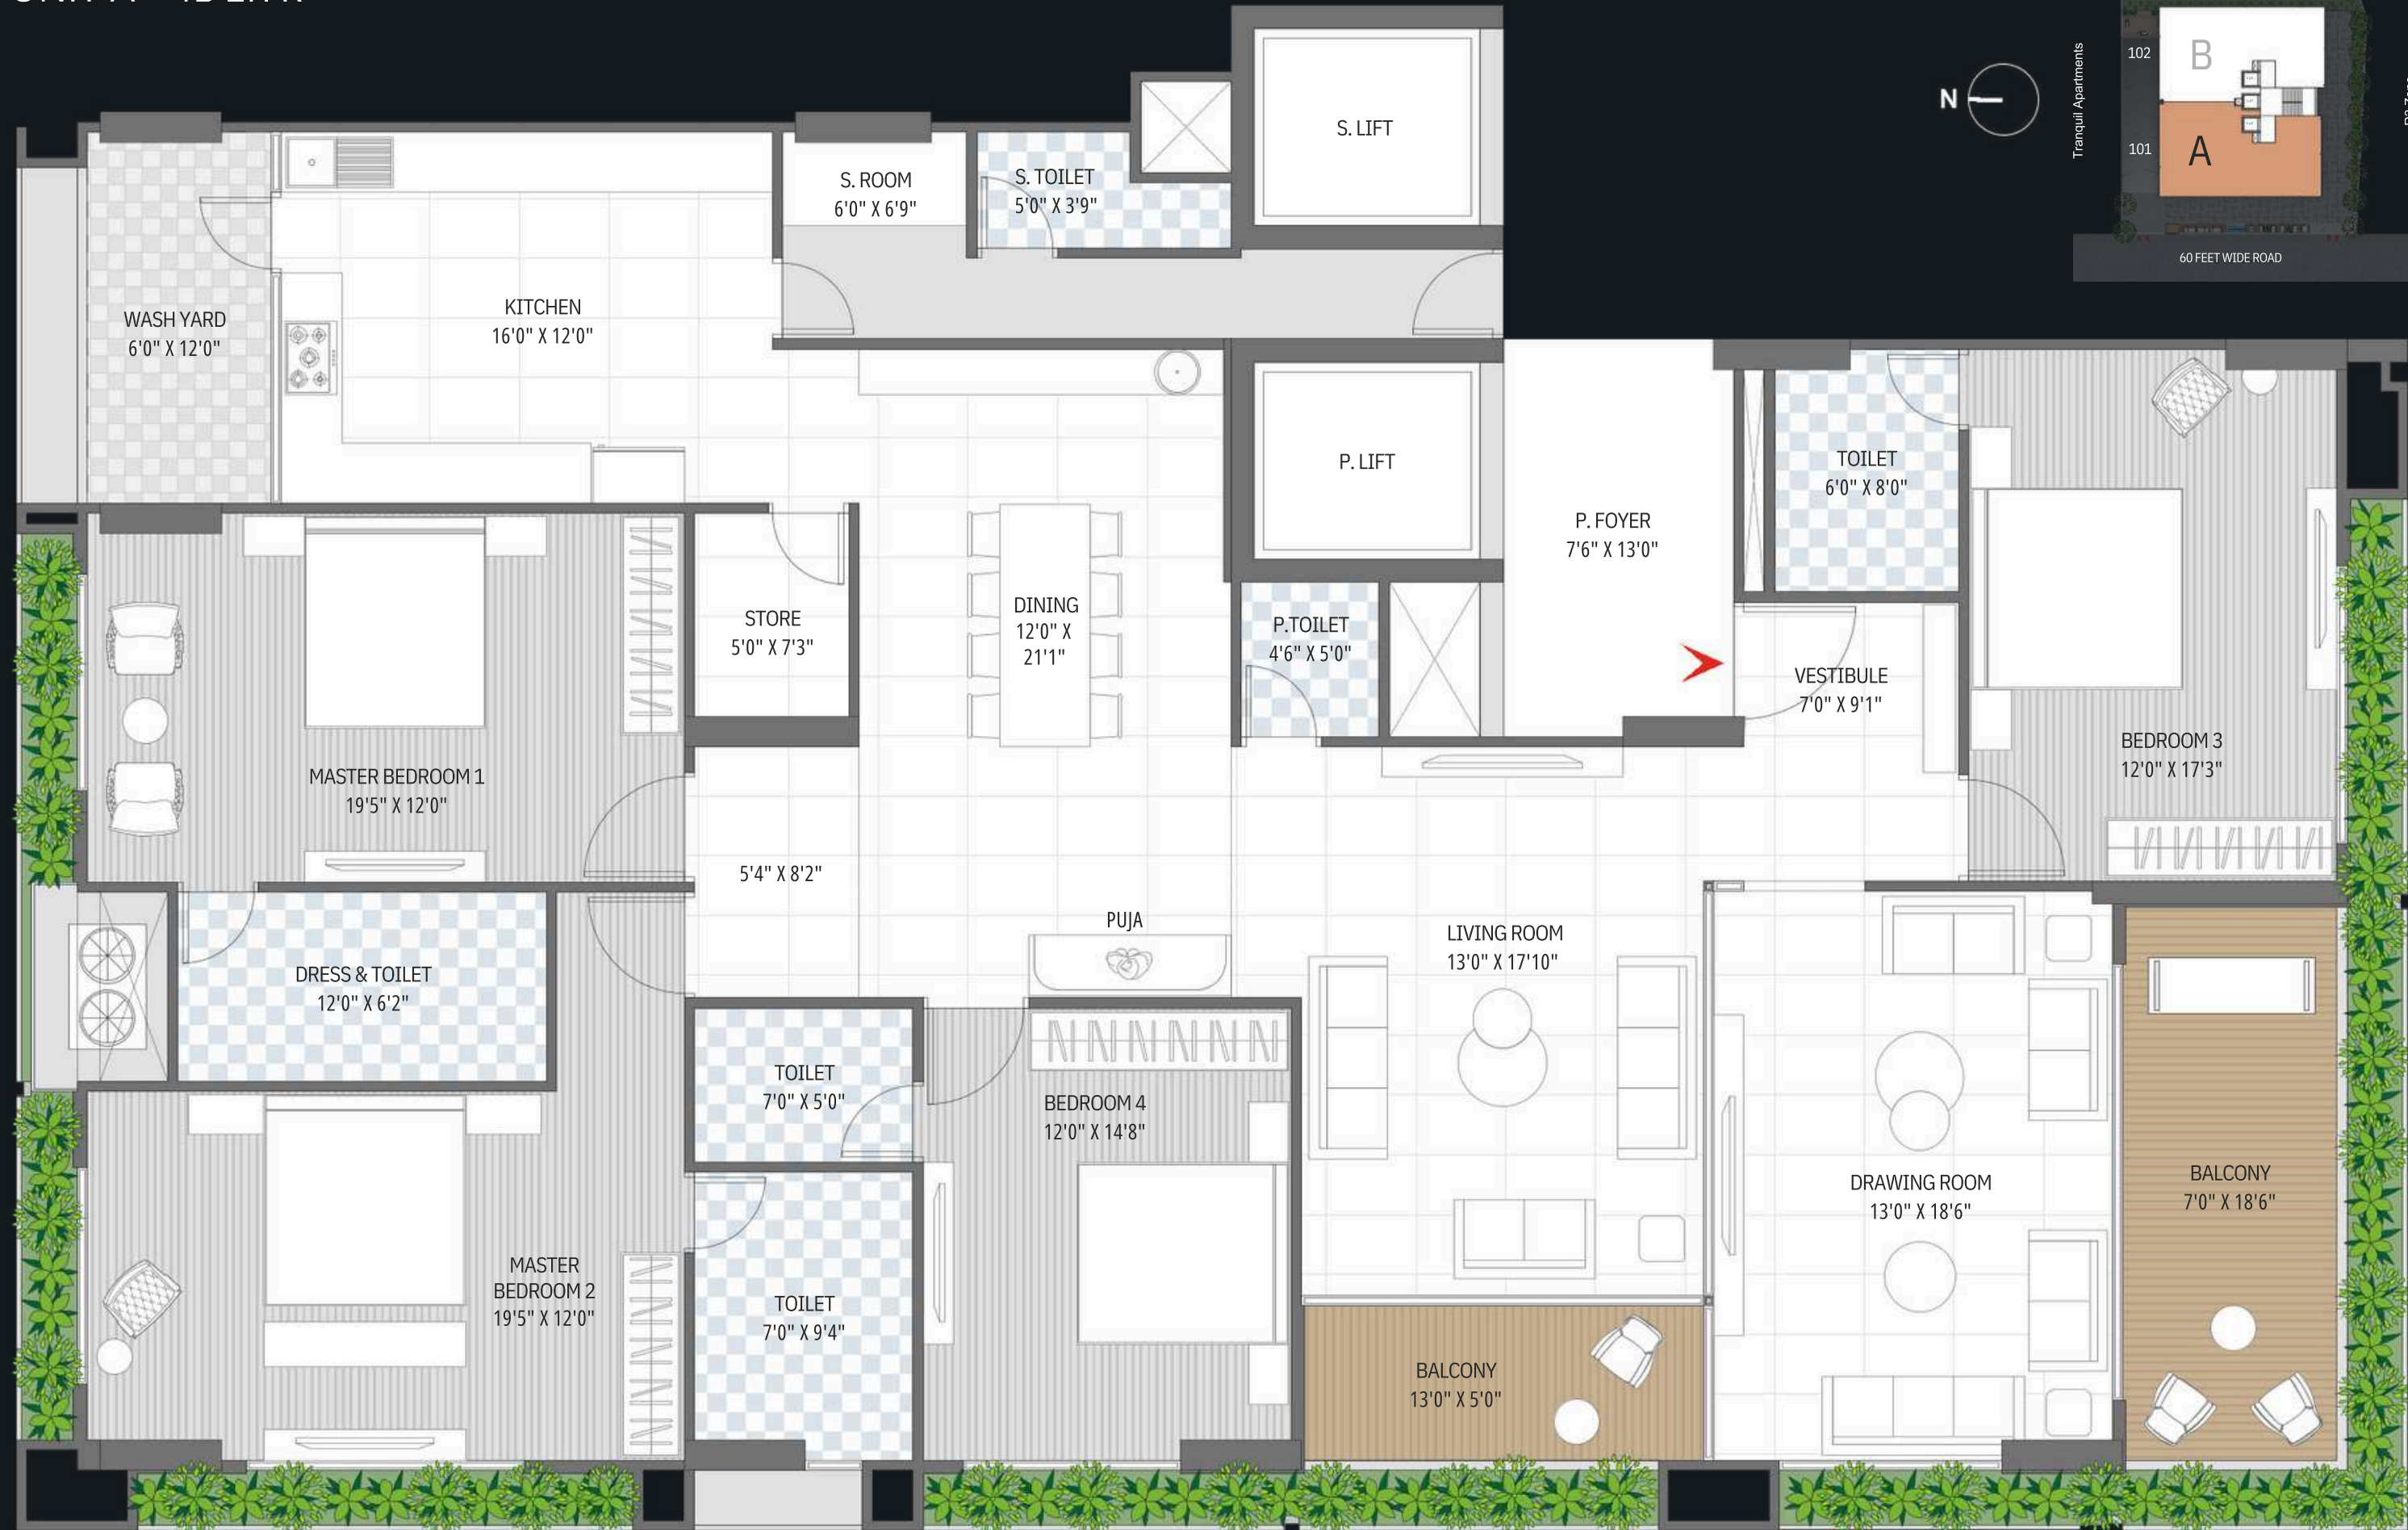 S. LIFT
N
Tranquil Apartments
102
B
101
A
60 FEET WIDE ROAD
S. ROOM
6'0" X 6'9"
S. TOILET
5'0" X 3'9"
WASH YARD
6'0" X 12'0"
KITCHEN
16'0" X 12'0"
P. LIFT
P. FOYER
7'6" X 13'0"
TOILET
6'0" X 8'0"
STORE
5'0" X 7'3"
DINING
12'0" X
21'1"
P.TOILET
4'6" X 5'0"
VESTIBULE
7'0" X 9'1"
BEDROOM 3
12'0" X 17'3"
MASTER BEDROOM 1
19'5" X 12'0"
5'4" X 8'2"
PUJA
LIVING ROOM
13'0" X 17'10"
DRESS & TOILET
12'0" X 6'2"
TOILET
7'0" X 5'0"
BEDROOM 4
12'0" X 14'8"
DRAWING ROOM
13'0" X 18'6"
BALCONY
7'0" X 18'6"
MASTER
BEDROOM 2
19'5" X 12'0"
TOILET
7'0" X 9'4"
BALCONY
13'0" X 5'0"